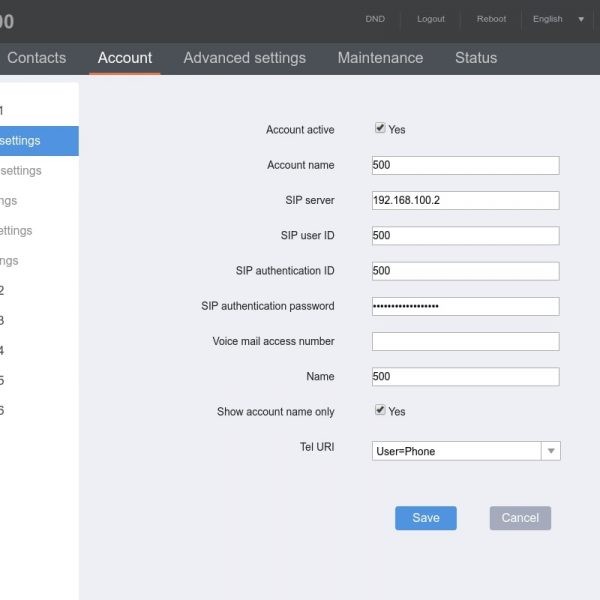 00
DND Logout Reboot English
Contacts Account Advanced settings Maintenance Status
1
settings
settings
ngs
ettings
ngs
2
3
4
5
6
Account active Yes
Account name 500
SIP server 192.168.100.2
SIP user ID 500
SIP authentication ID 500
SIP authentication password ••••••••••••••••••
Voice mail access number
Name 500
Show account name only Yes
Tel URI User=Phone
Save Cancel